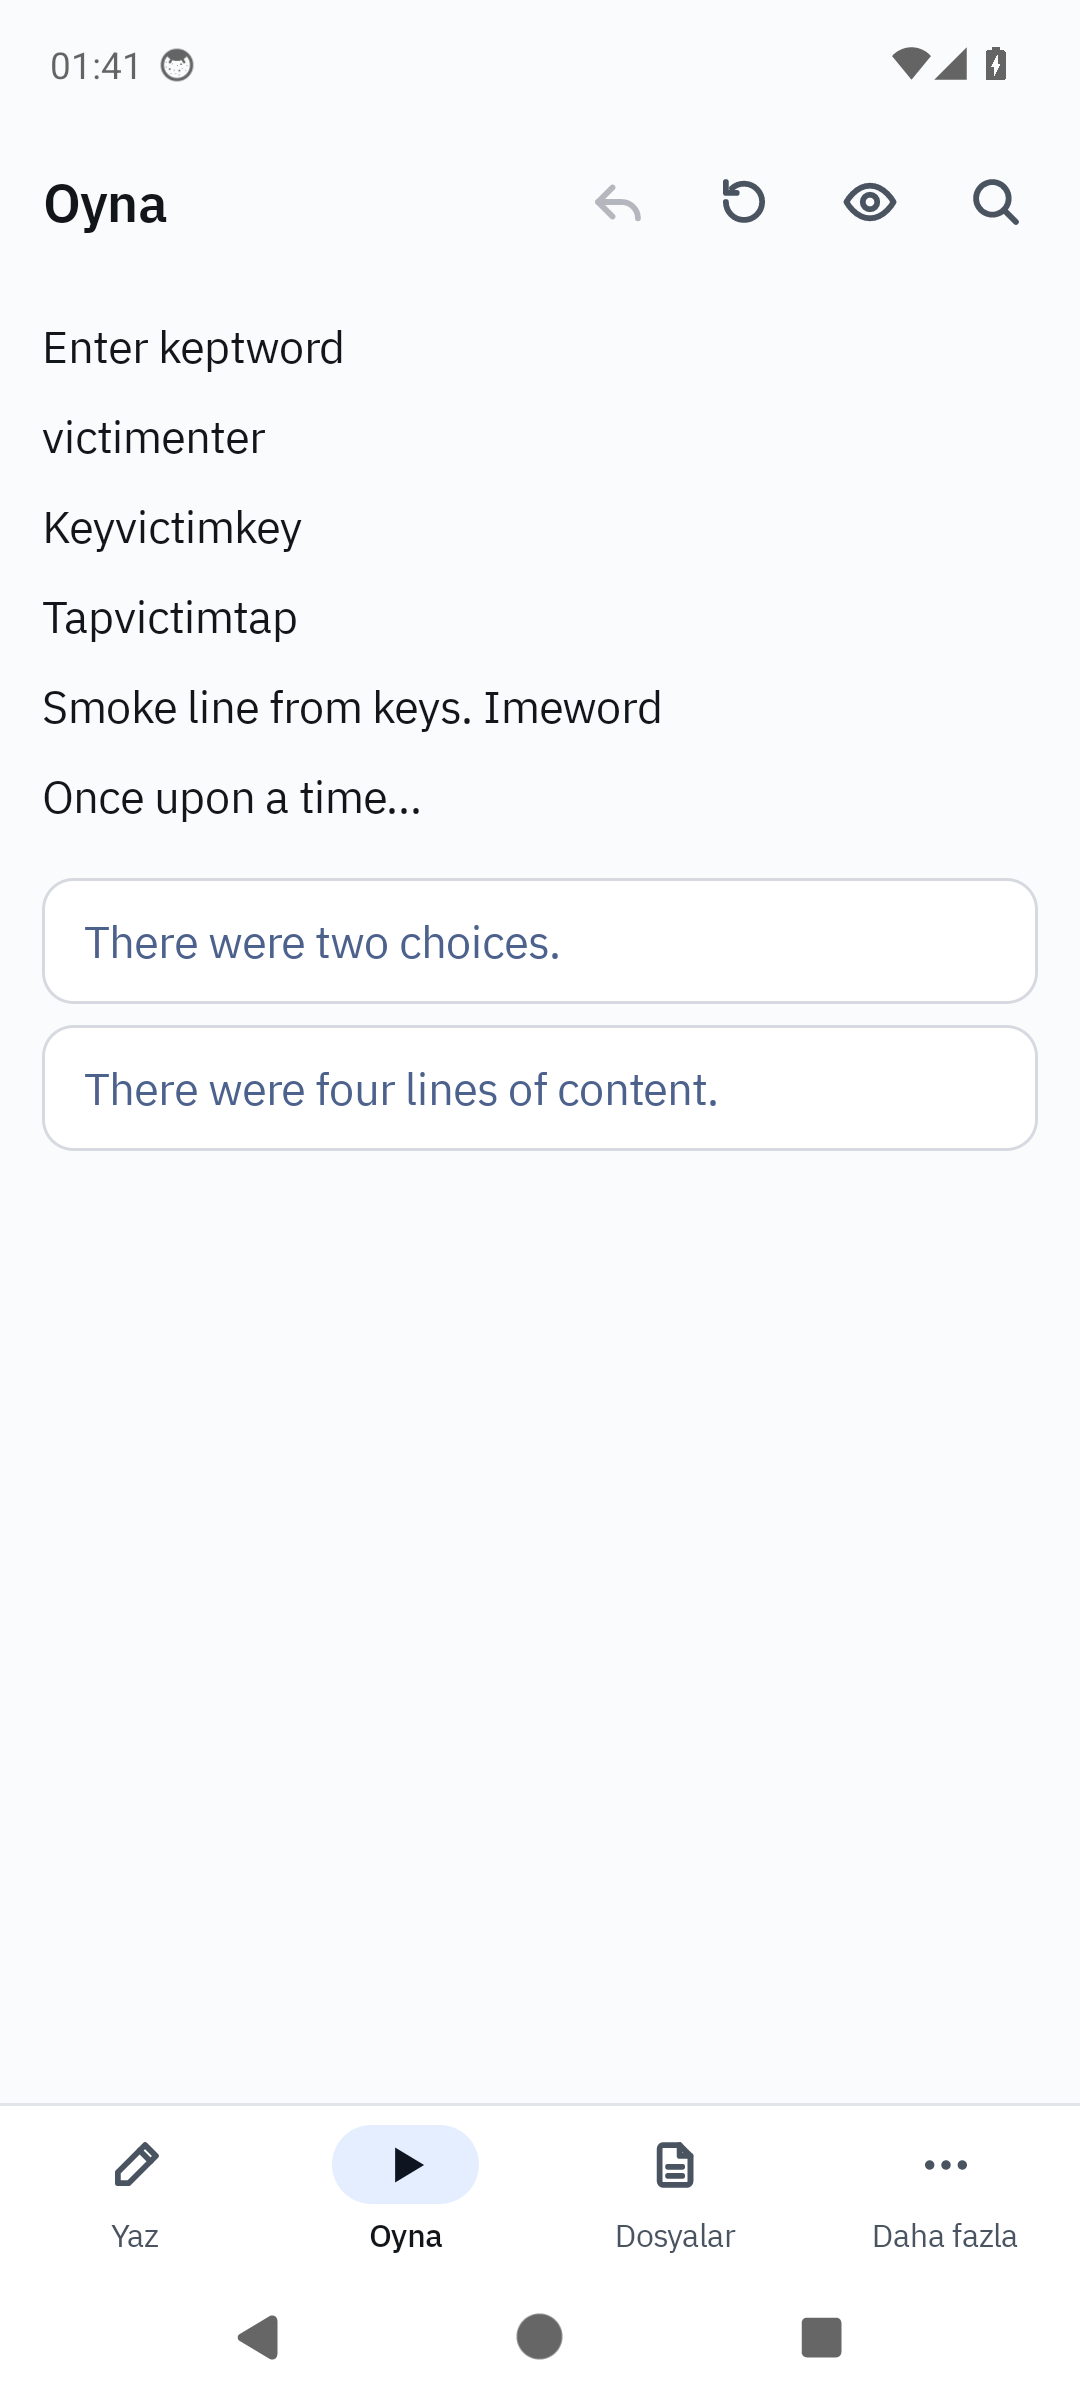 01:41
Oyna
Enter keptword
victimenter
Keyvictimkey
Tapvictimtap
Smoke line from keys. Imeword
Once upon a time...
There were two choices.
There were four lines of content.
Yaz
Oyna
Dosyalar
Daha fazla